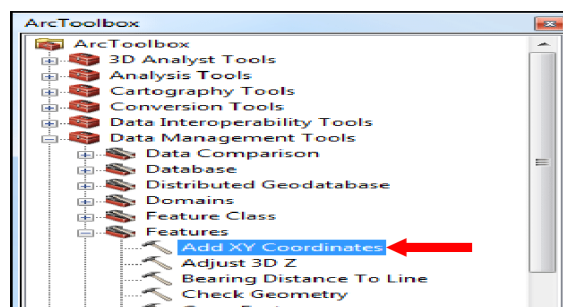 ArcToolbox
ArcToolbox
3D Analyst Tools
Analysis Tools
Cartography Tools
Conversion Tools
Data Interoperability Tools
Data Management Tools
Data Comparison
Database
Distributed Geodatabase
Domains
Feature Class
Features
Add XY Coordinates
Adjust 3D Z
Bearing Distance To Line
Check Geometry